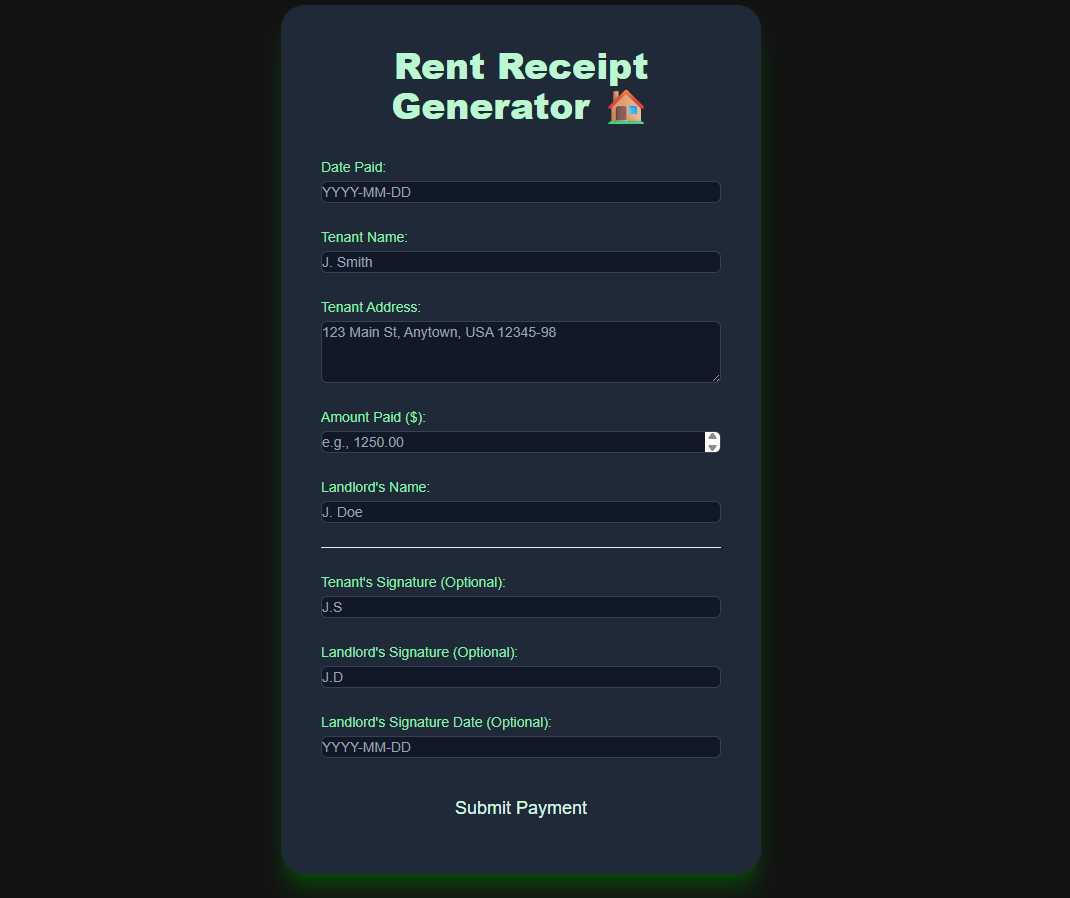 Rent Receipt
Generator 🏠
Date Paid:
YYYY-MM-DD
Tenant Name:
J. Smith
Tenant Address:
123 Main St, Anytown, USA 12345-98
Amount Paid ($):
e.g., 1250.00
Landlord's Name:
J. Doe
Tenant's Signature (Optional):
J.S
Landlord's Signature (Optional):
J.D
Landlord's Signature Date (Optional):
YYYY-MM-DD
Submit Payment